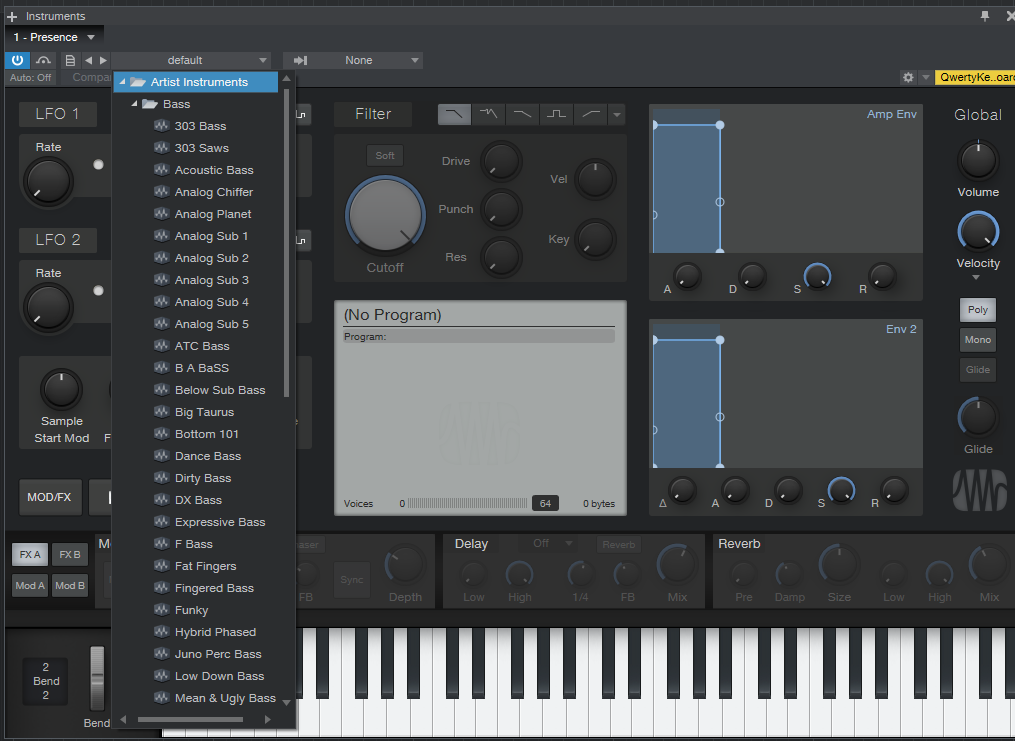 Instruments
1 - Presence
default
None
Auto: Off
Compar
QwertyKe...oard
Artist Instruments
Bass
303 Bass
303 Saws
Acoustic Bass
Analog Chiffer
Analog Planet
Analog Sub 1
Analog Sub 2
Analog Sub 3
Analog Sub 4
Analog Sub 5
ATC Bass
B A BaSS
Below Sub Bass
Big Taurus
Bottom 101
Dance Bass
Dirty Bass
DX Bass
Expressive Bass
F Bass
Fat Fingers
Fingered Bass
Funky
Hybrid Phased
Juno Perc Bass
Low Down Bass
Mean & Ugly Bass
LFO 1
Rate
LFO 2
Rate
Sample
Start Mod
F
MOD/FX
Filter
Soft
Cutoff
Drive
Punch
Res
Vel
Key
(No Program)
Program:
Voices 0 64 0 bytes
Amp Env
A D S R
Env 2
Δ A D S R
Global
Volume
Velocity
Poly
Mono
Glide
Glide
FX A
FX B
Mod A
Mod B
M
aser
FB
Sync
Depth
Delay
Off
Reverb
Low High 1/4 FB Mix
Reverb
Pre Damp Size Low High Mix
2
Bend
2
Bend